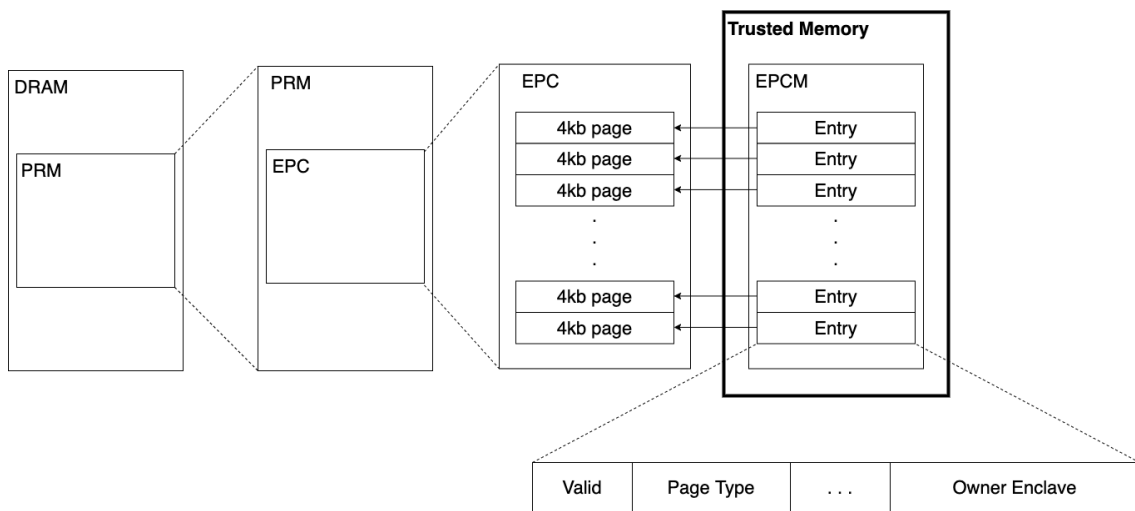 Trusted Memory
DRAM
PRM
PRM
EPC
EPC
4kb page
4kb page
4kb page
.
.
.
4kb page
4kb page
EPCM
Entry
Entry
Entry
.
.
.
Entry
Entry
Valid
Page Type
. . .
Owner Enclave